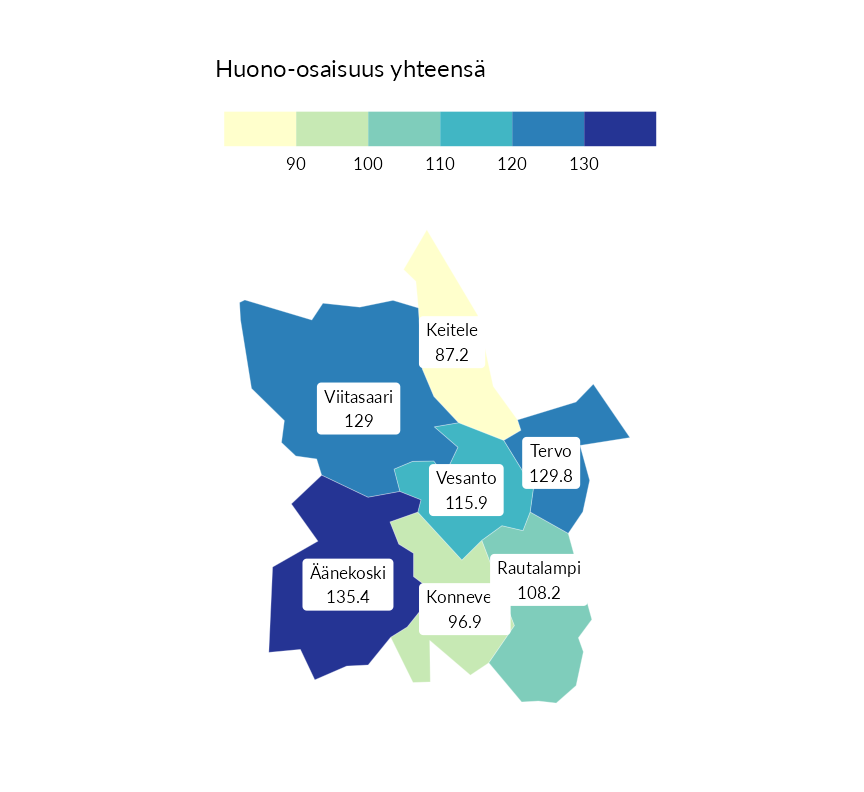 Huono-osaisuus yhteensä
90 100 110 120 130
Keitele
87.2
Viitasaari
129
Tervo
129.8
Vesanto
115.9
Rautalampi
108.2
Äänekoski
135.4
Konneve
96.9